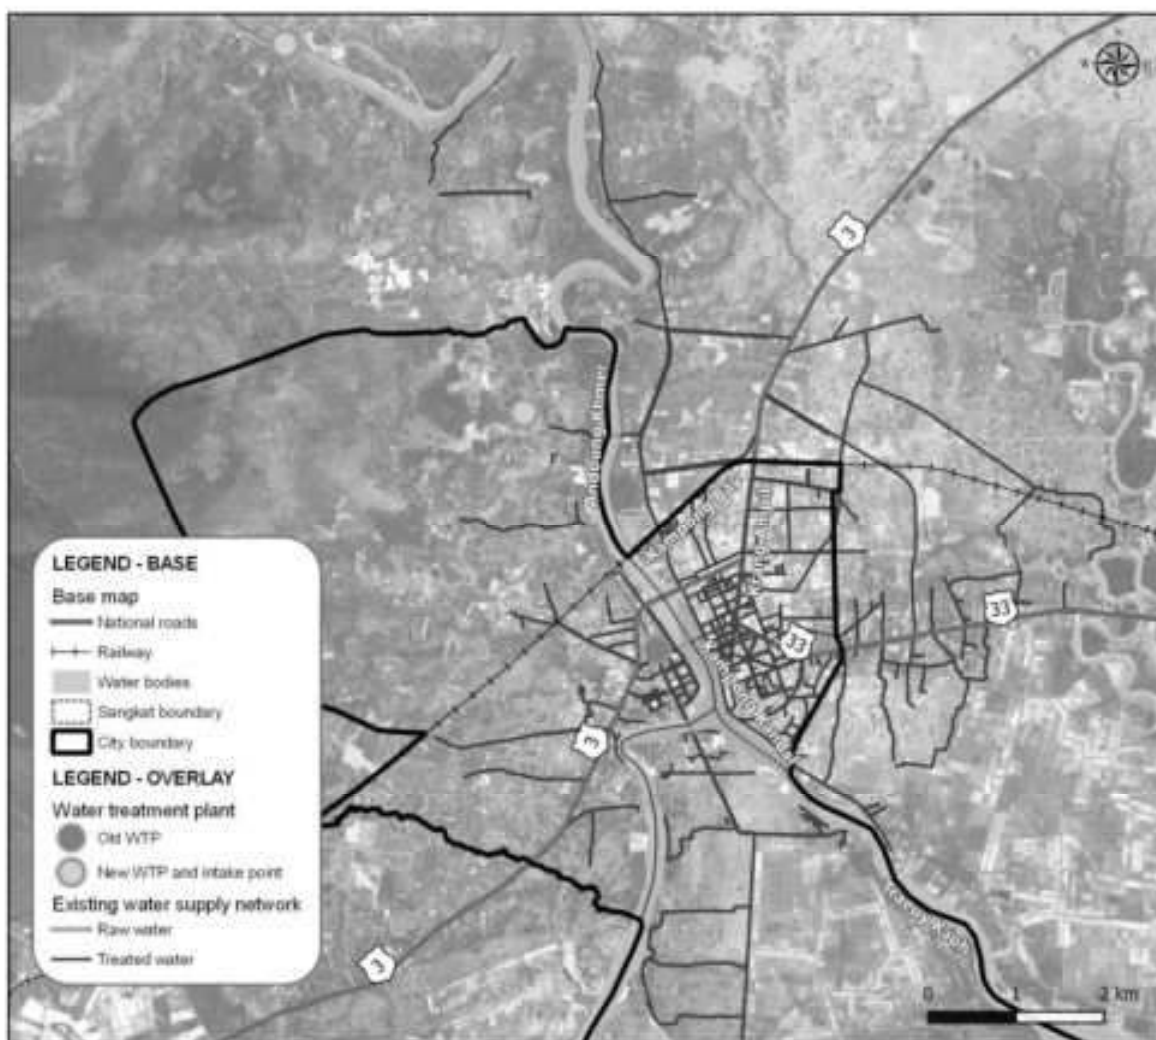 3
33
33
3
3
LEGEND - BASE
Base map
National roads
Railway
Water bodies
Sangkat boundary
City boundary
LEGEND - OVERLAY
Water treatment plant
Old WTP
New WTP and intake point
Existing water supply network
Raw water
Treated water
0 1 2 km